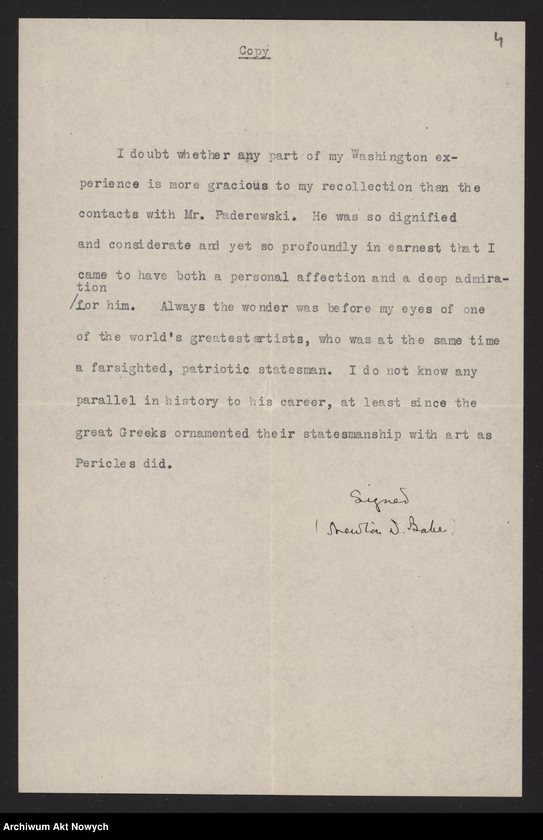 4
Copy
I doubt whether any part of my Washington ex-
perience is more gracious to my recollection than the
contacts with Mr. Paderewski. He was so dignified
and considerate and yet so profoundly in earnest that I
came to have both a personal affection and a deep admira-
tion
/for him. Always the wonder was before my eyes of one
of the world's greatest artists, who was at the same time
a farsighted, patriotic statesman. I do not know any
parallel in history to his career, at least since the
great Greeks ornamented their statesmanship with art as
Pericles did.
Signed
(Newton D. Baker)
Archiwum Akt Nowych